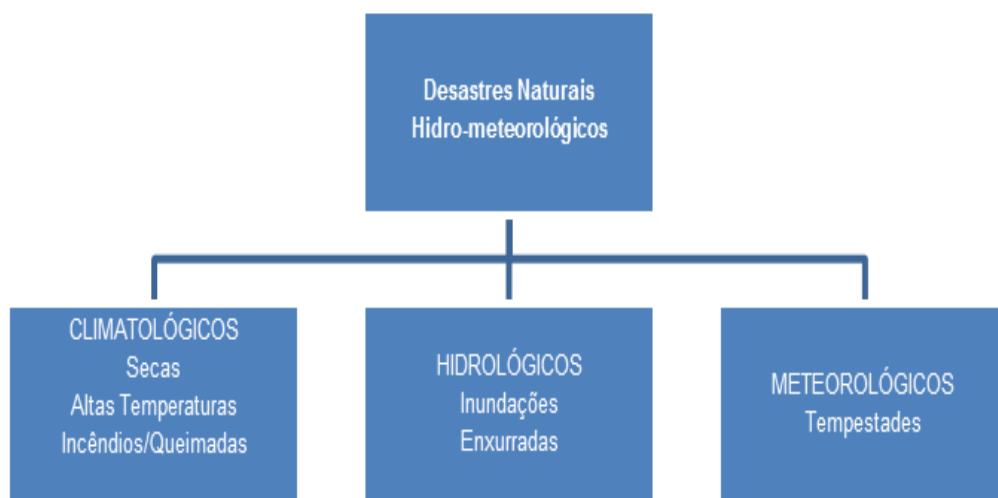 Desastres Naturais
Hidro-meteorológicos
CLIMATOLÓGICOS
Secas
Altas Temperaturas
Incêndios/Queimadas
HIDROLÓGICOS
Inundações
Enxurradas
METEOROLÓGICOS
Tempestades